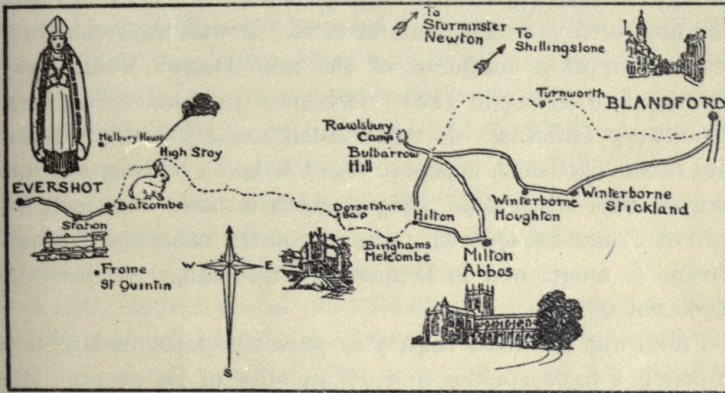 To
Sturminster
Newton
To
Shillingstone
Turnworth
BLANDFORD
Melbury House
High Stoy
Rawlsbury
Camp
Bulbarrow
Hill
EVERSHOT
Batcombe
Station
Dorsetshire
Gap
Hilton
Winterborne
Houghton
Winterborne
Strickland
Binghams
Melcombe
Milton
Abbas
Frome
St Quintin
W
E
S